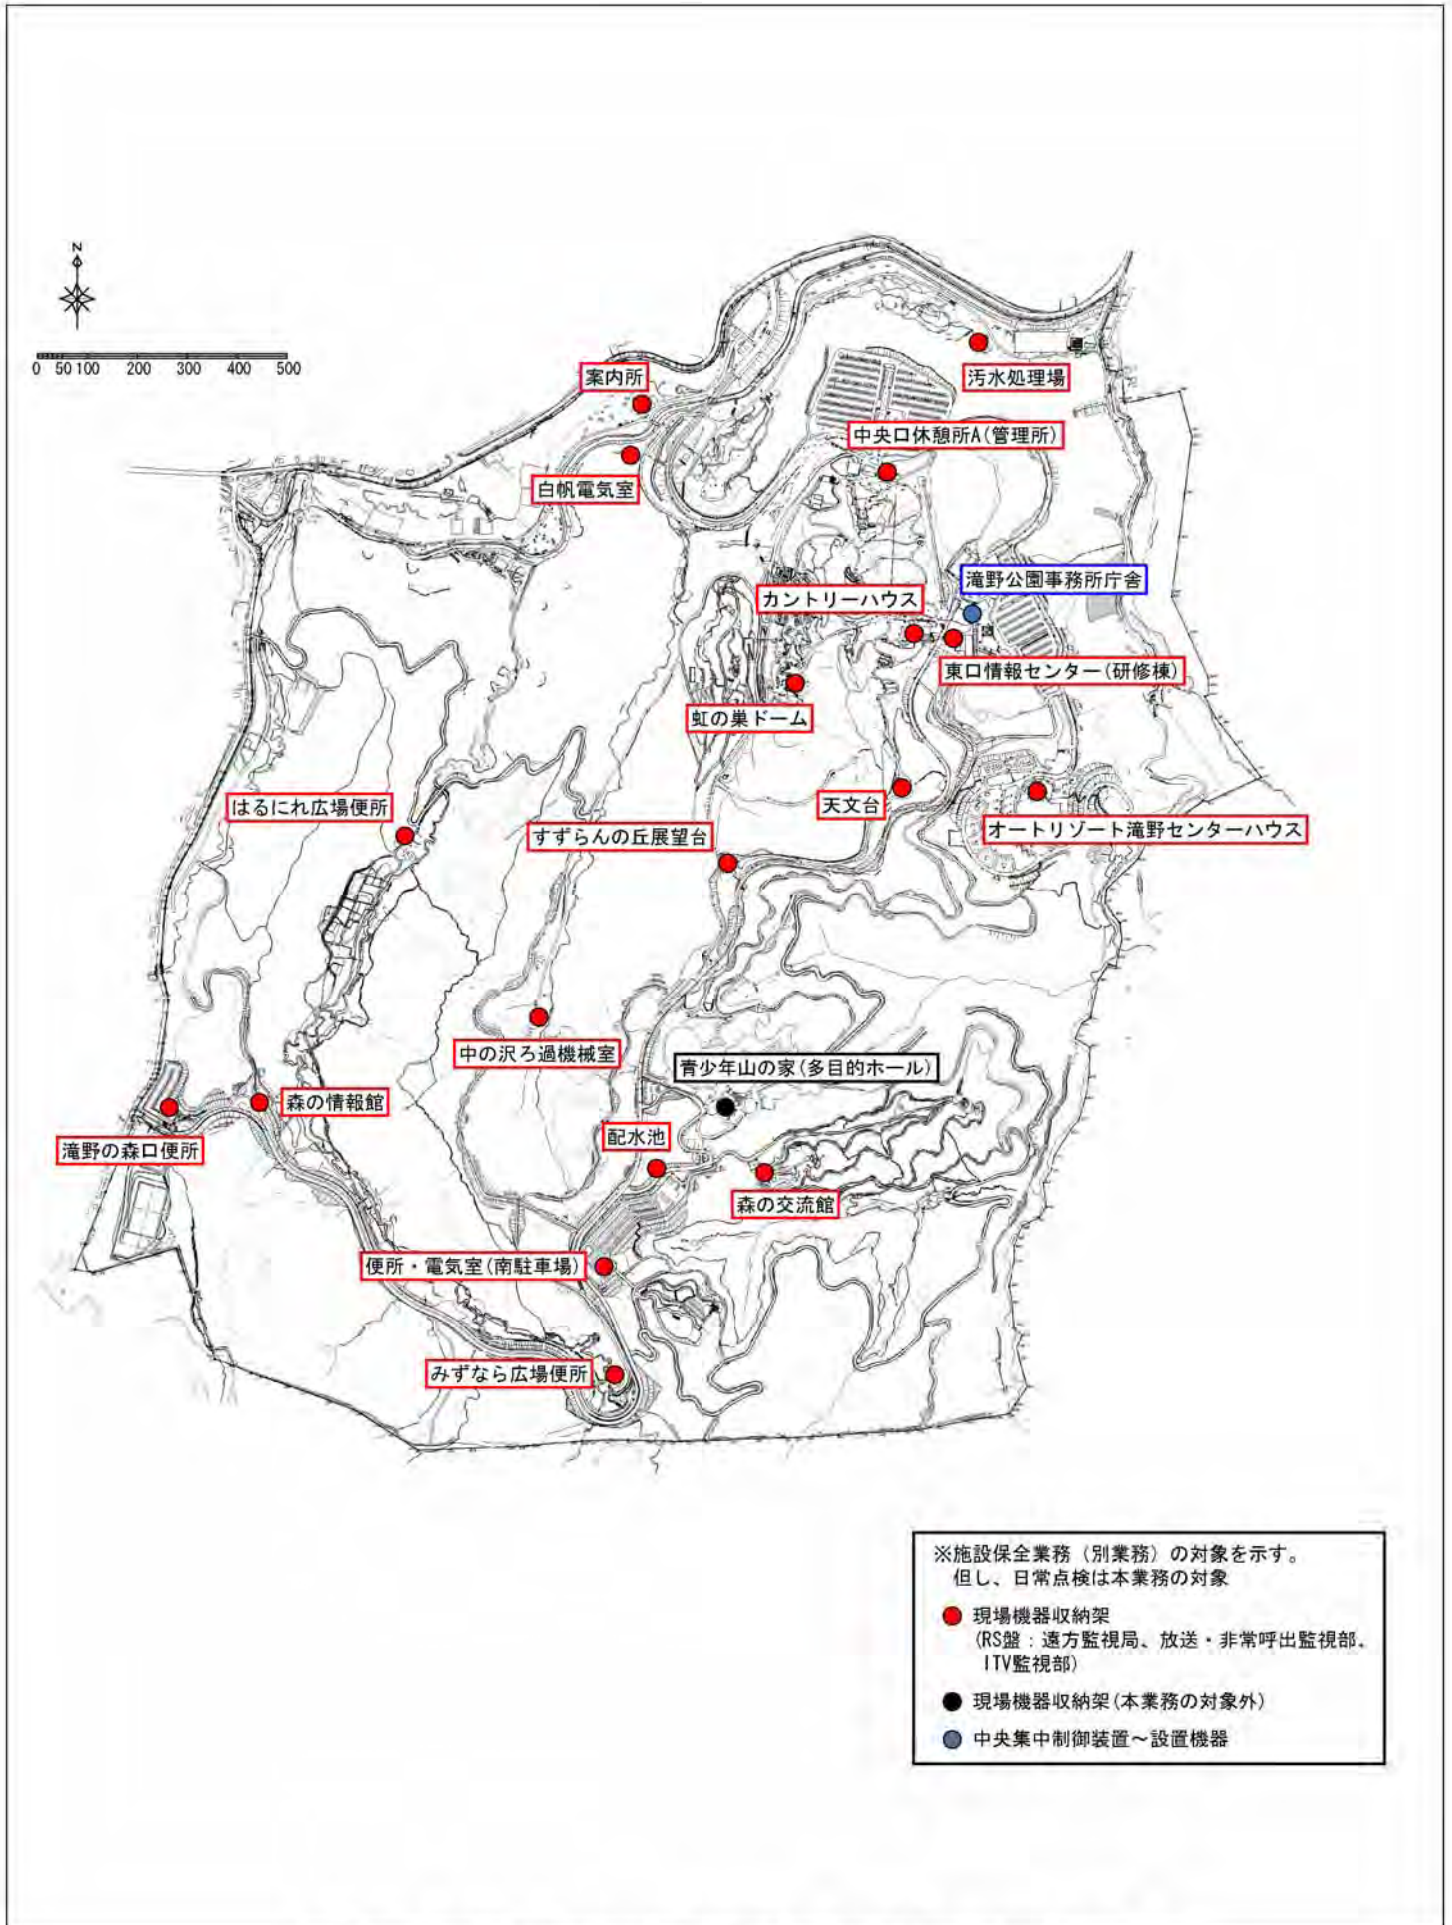 N
0 50 100 200 300 400 500
案内所
汚水処理場
中央口休憩所A(管理所)
白帆電気室
滝野公園事務所庁舎
カントリーハウス
東口情報センター(研修棟)
虹の巣ドーム
はるにれ広場便所
天文台
すずらんの丘展望台
オートリゾート滝野センターハウス
中の沢ろ過機械室
青少年山の家(多目的ホール)
森の情報館
配水池
滝野の森口便所
森の交流館
便所・電気室(南駐車場)
みずなら広場便所
※施設保全業務（別業務）の対象を示す。
但し、日常点検は本業務の対象
現場機器収納架
(RS盤：遠方監視局、放送・非常呼出監視部、
ITV監視部)
現場機器収納架(本業務の対象外)
中央集中制御装置～設置機器